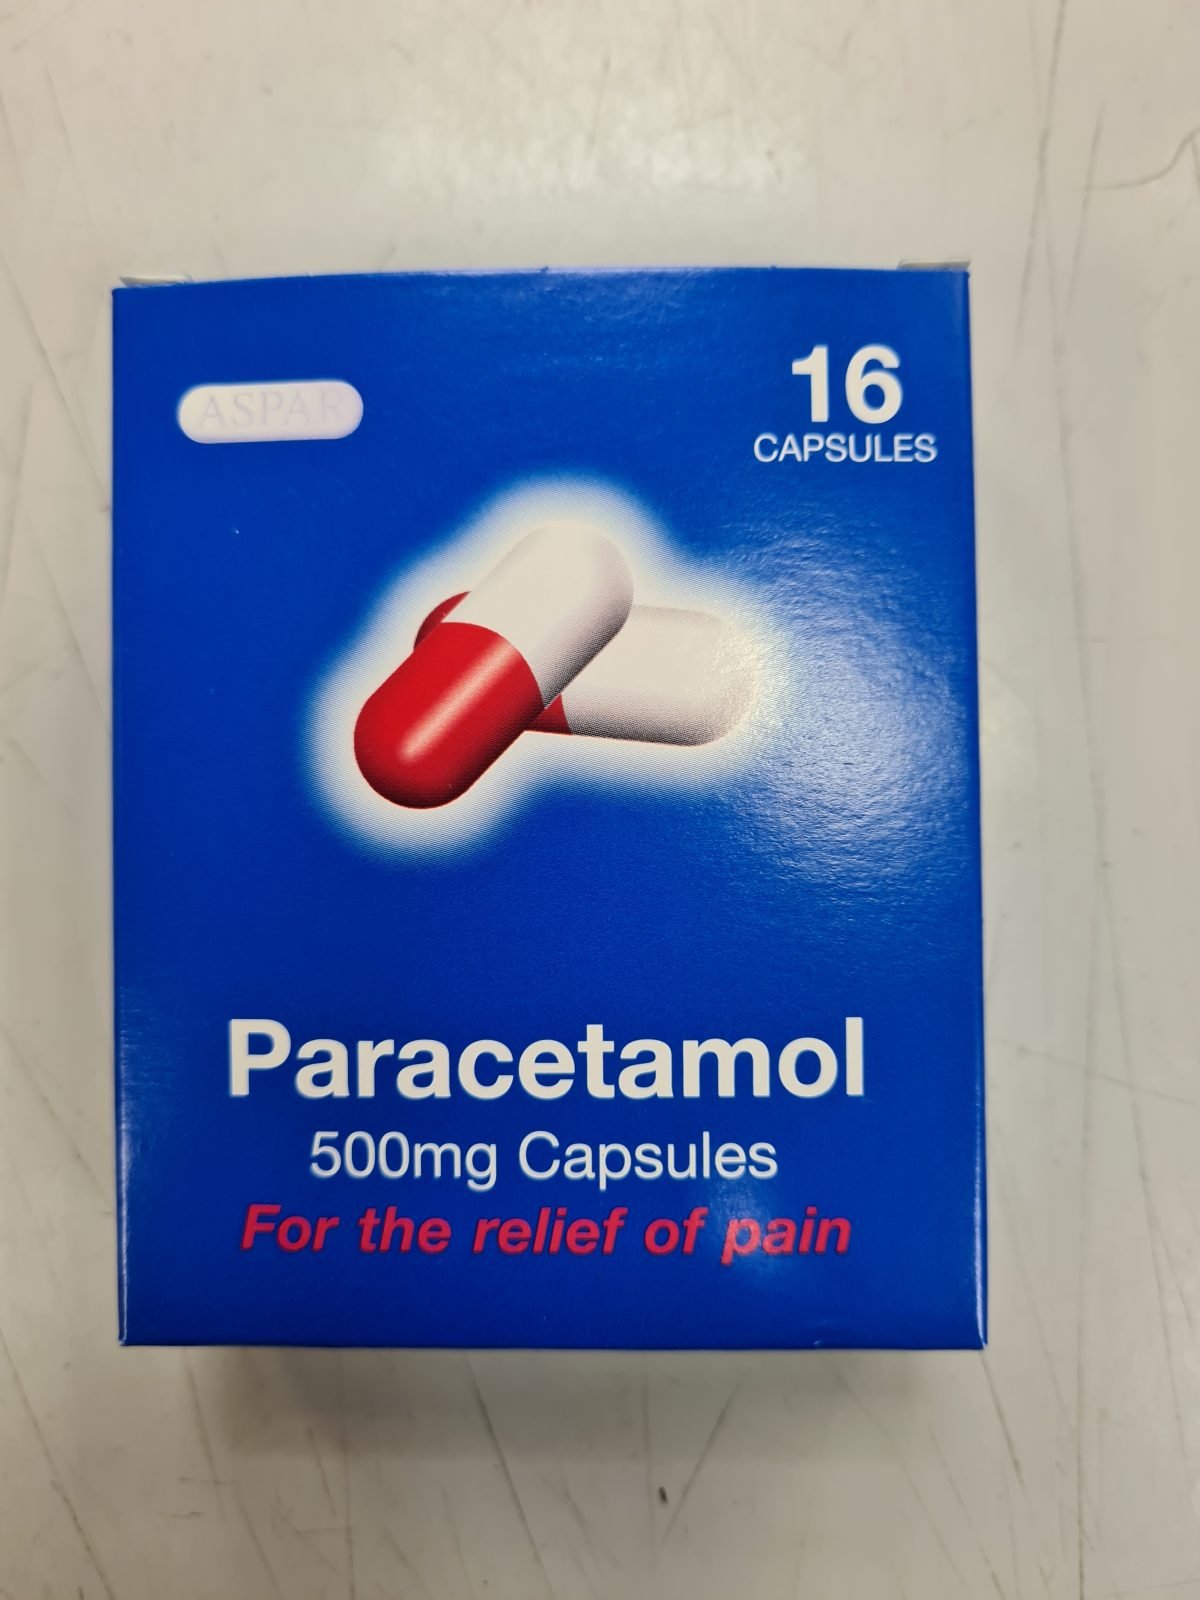 ASPAR
16
CAPSULES
Paracetamol
500mg Capsules
For the relief of pain